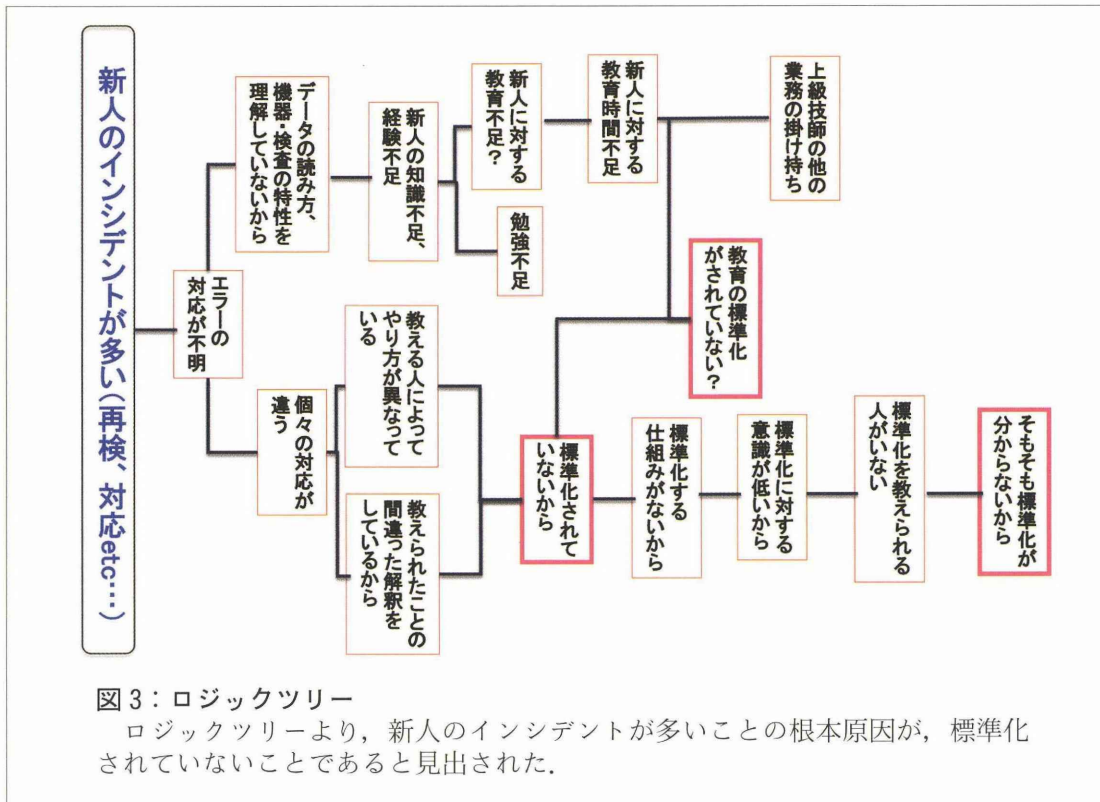 新人のインシデントが多い(再検、対応etc‥‥)
エラーの
対応が不明
データの読み方、
機器・検査の特性を
理解していないから
新人の知識不足、
経験不足
新人に対する
教育不足?
新人に対する
教育時間不足
上級技師の他の
業務の掛け持ち
勉強不足
教育の標準化
がされていない?
個々の対応が
違う
教える人によって
やり方が異なって
いる
教えられたことの
間違った解釈を
しているから
標準化されて
いないから
標準化する
仕組みがないから
標準化に対する
意識が低いから
標準化を教えられる
人がいない
そもそも標準化が
分からないから
図3:ロジックツリー
ロジックツリーより,新人のインシデントが多いことの根本原因が,標準化
されていないことであると見出された.